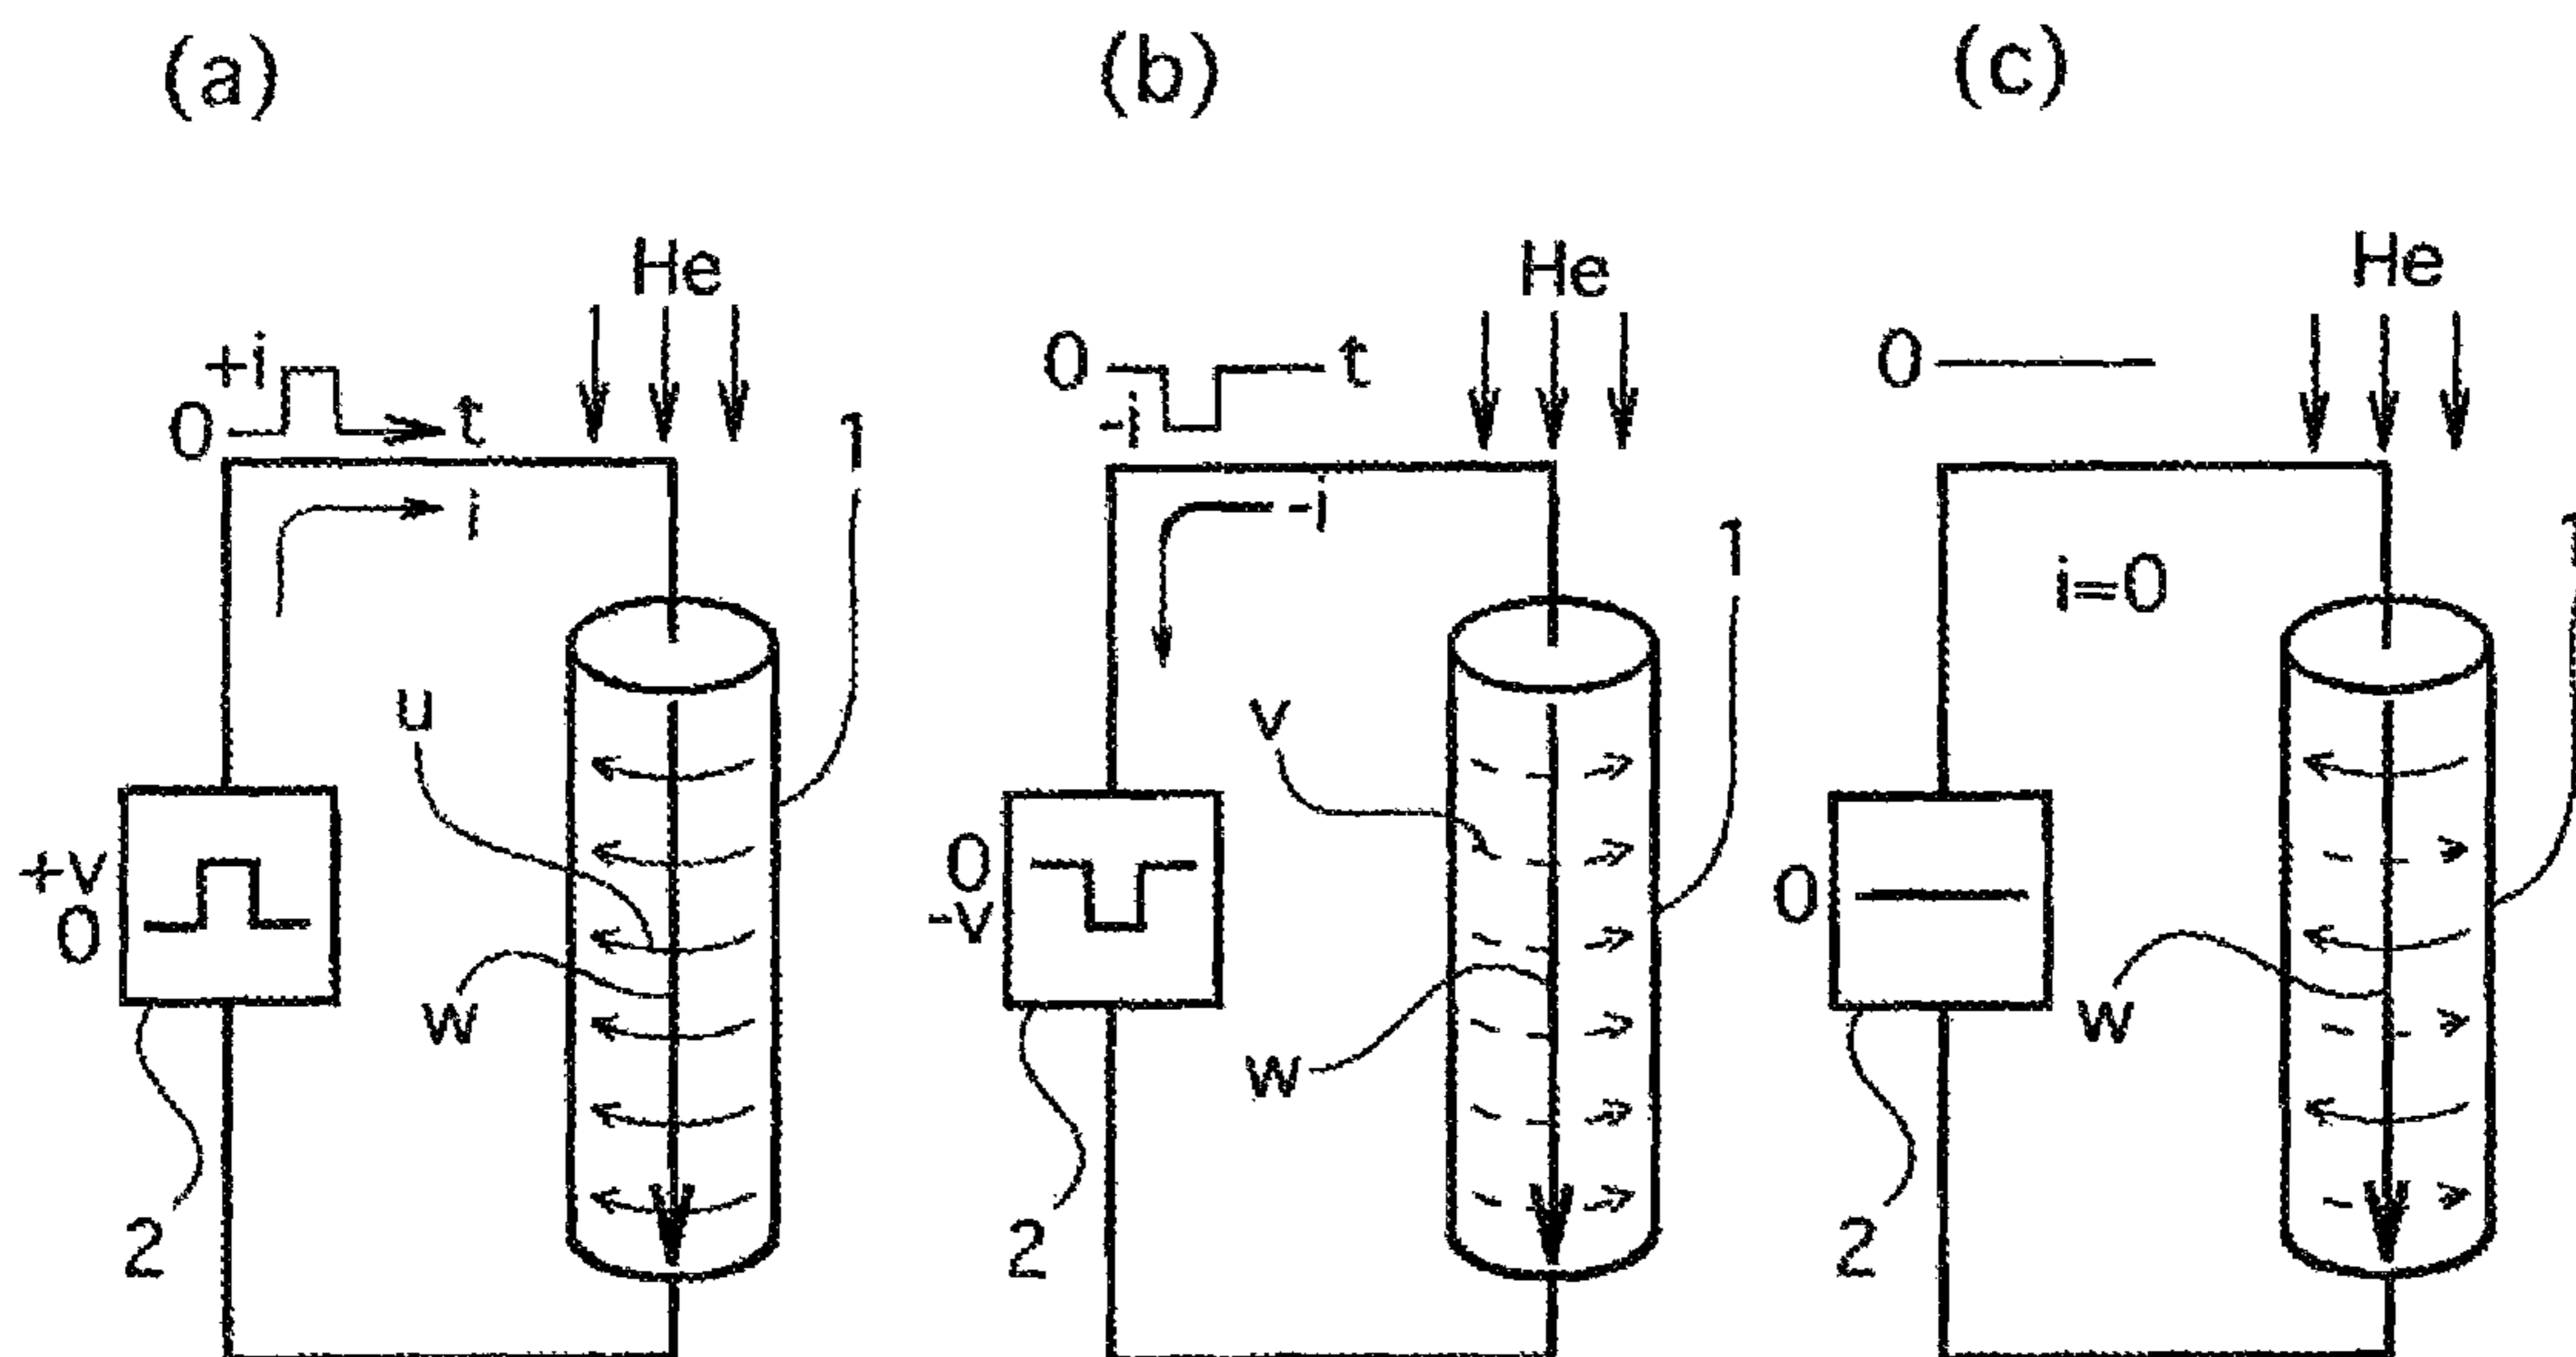 (a) (b) (c)
He He He
+i 0 t 0 -i t 0
i 1 -i 1 i=0 1
u v
+v 0 0 -v 0
w w w
2 2 2